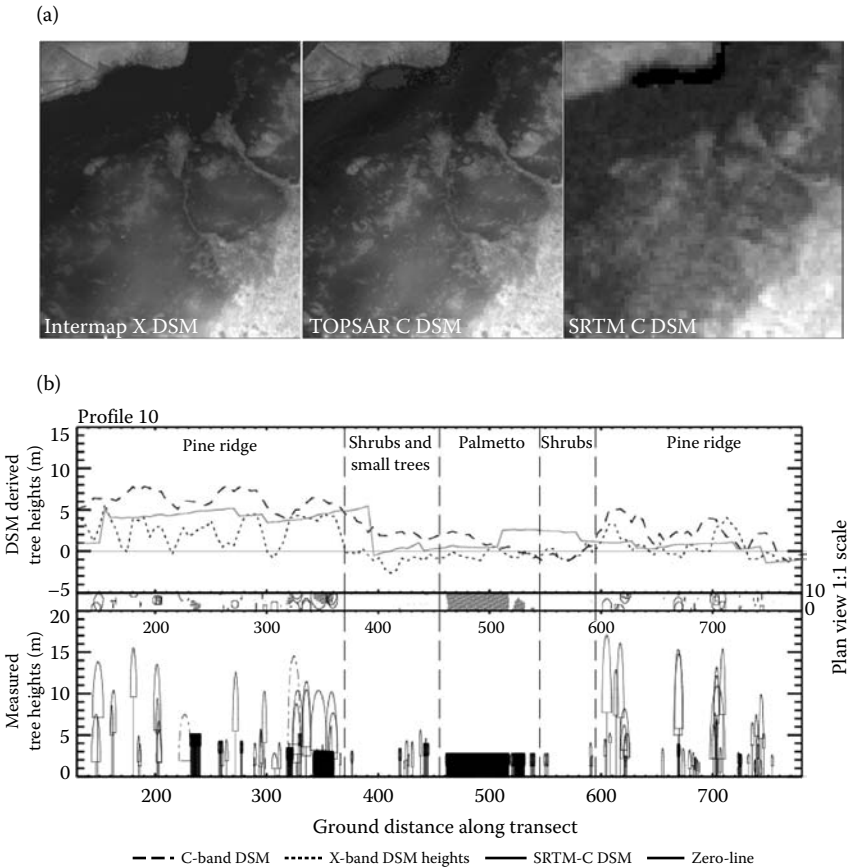 (a)
Intermap X DSM
TOPSAR C DSM
SRTM C DSM
(b)
Profile 10
15
10
5
0
−5
DSM derived
tree heights (m)
Pine ridge
Shrubs and
small trees
Palmetto
Shrubs
Pine ridge
10
0
Plan view 1:1 scale
200
300
400
500
600
700
20
15
10
5
0
Measured
tree heights (m)
200
300
400
500
600
700
Ground distance along transect
C-band DSM
X-band DSM heights
SRTM-C DSM
Zero-line